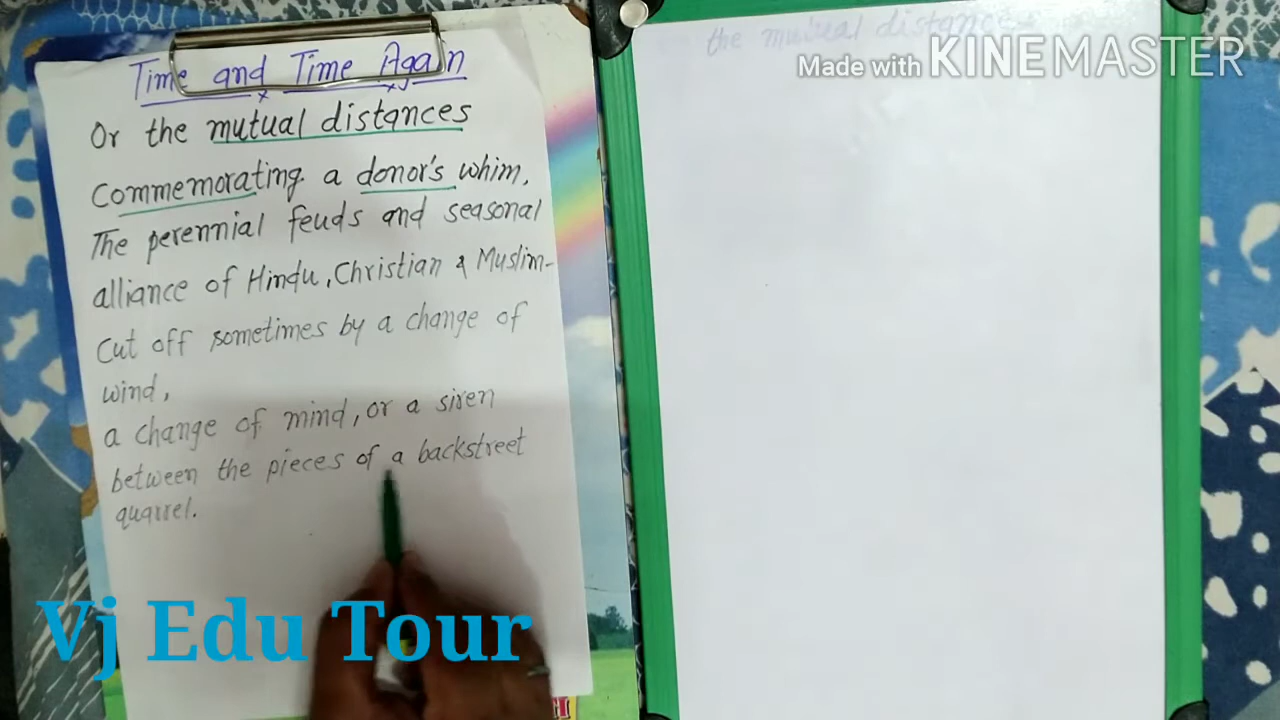 Time and Time Again
Or the mutual distances
Commemorating a donor's whim,
The perennial feuds and seasonal
alliance of Hindu, Christian & Muslim-
Cut off sometimes by a change of
wind,
a change of mind, or a siren
between the pieces of a backstreet
quarrel.
Vj Edu Tour
the mutual distances
Made with KINEMASTER